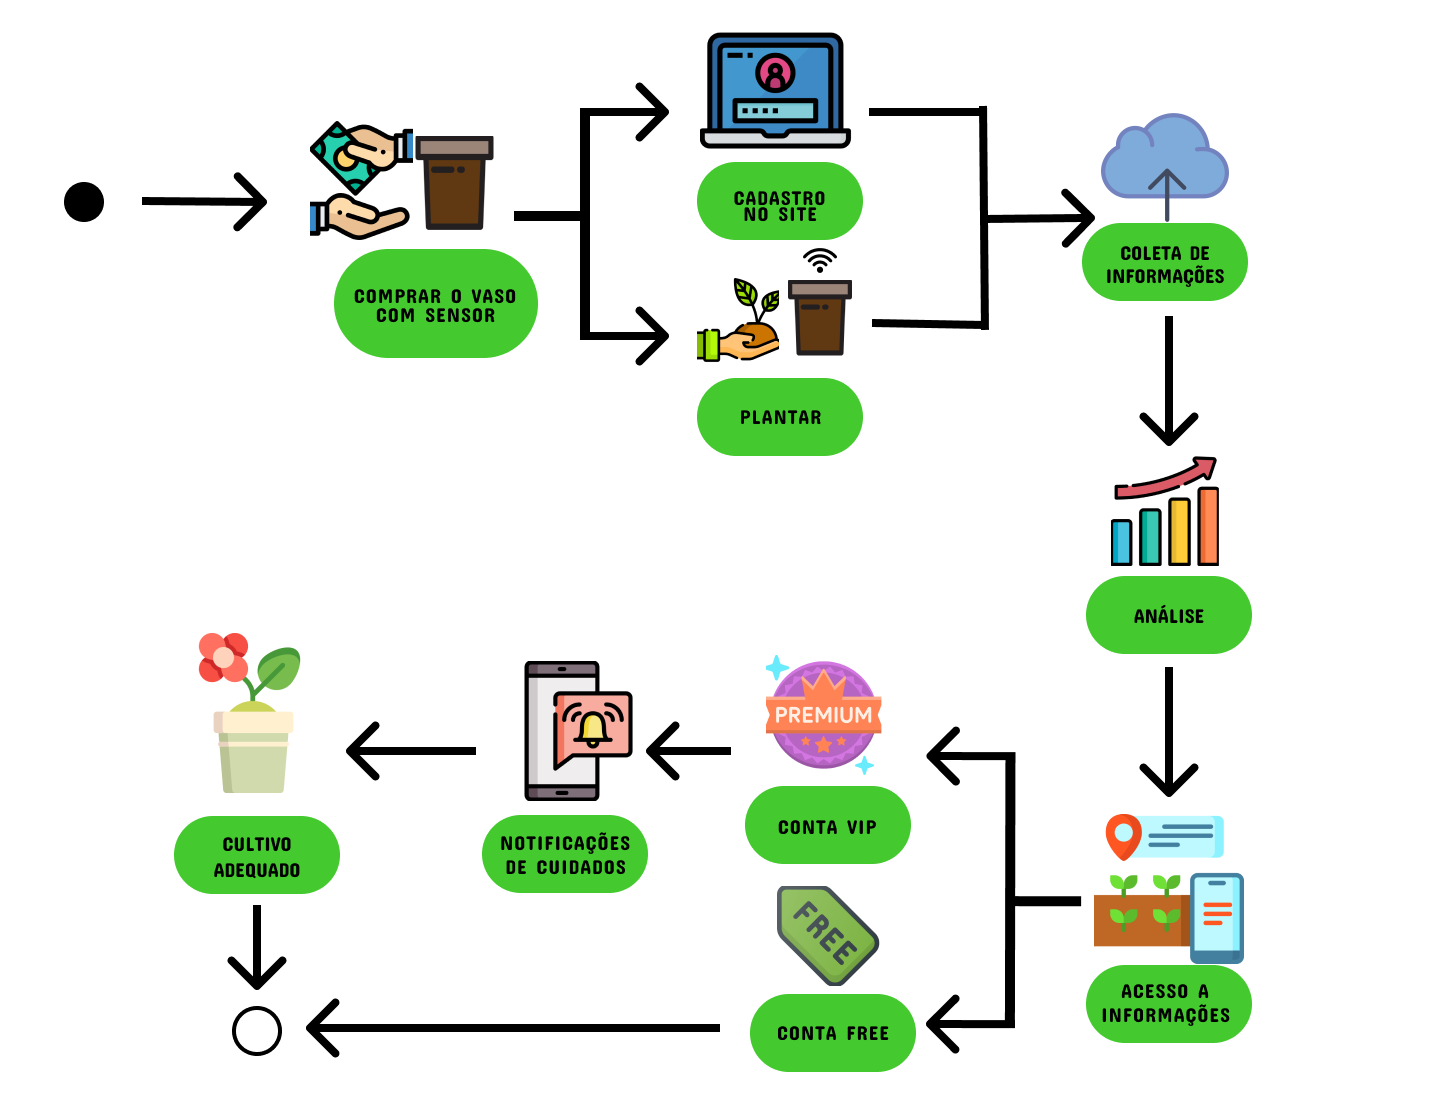 COMPRAR O VASO
COM SENSOR
CADASTRO
NO SITE
PLANTAR
COLETA DE
INFORMAÇÕES
ANÁLISE
ACESSO A
INFORMAÇÕES
PREMIUM
CONTA VIP
FREE
CONTA FREE
NOTIFICAÇÕES
DE CUIDADOS
CULTIVO
ADEQUADO